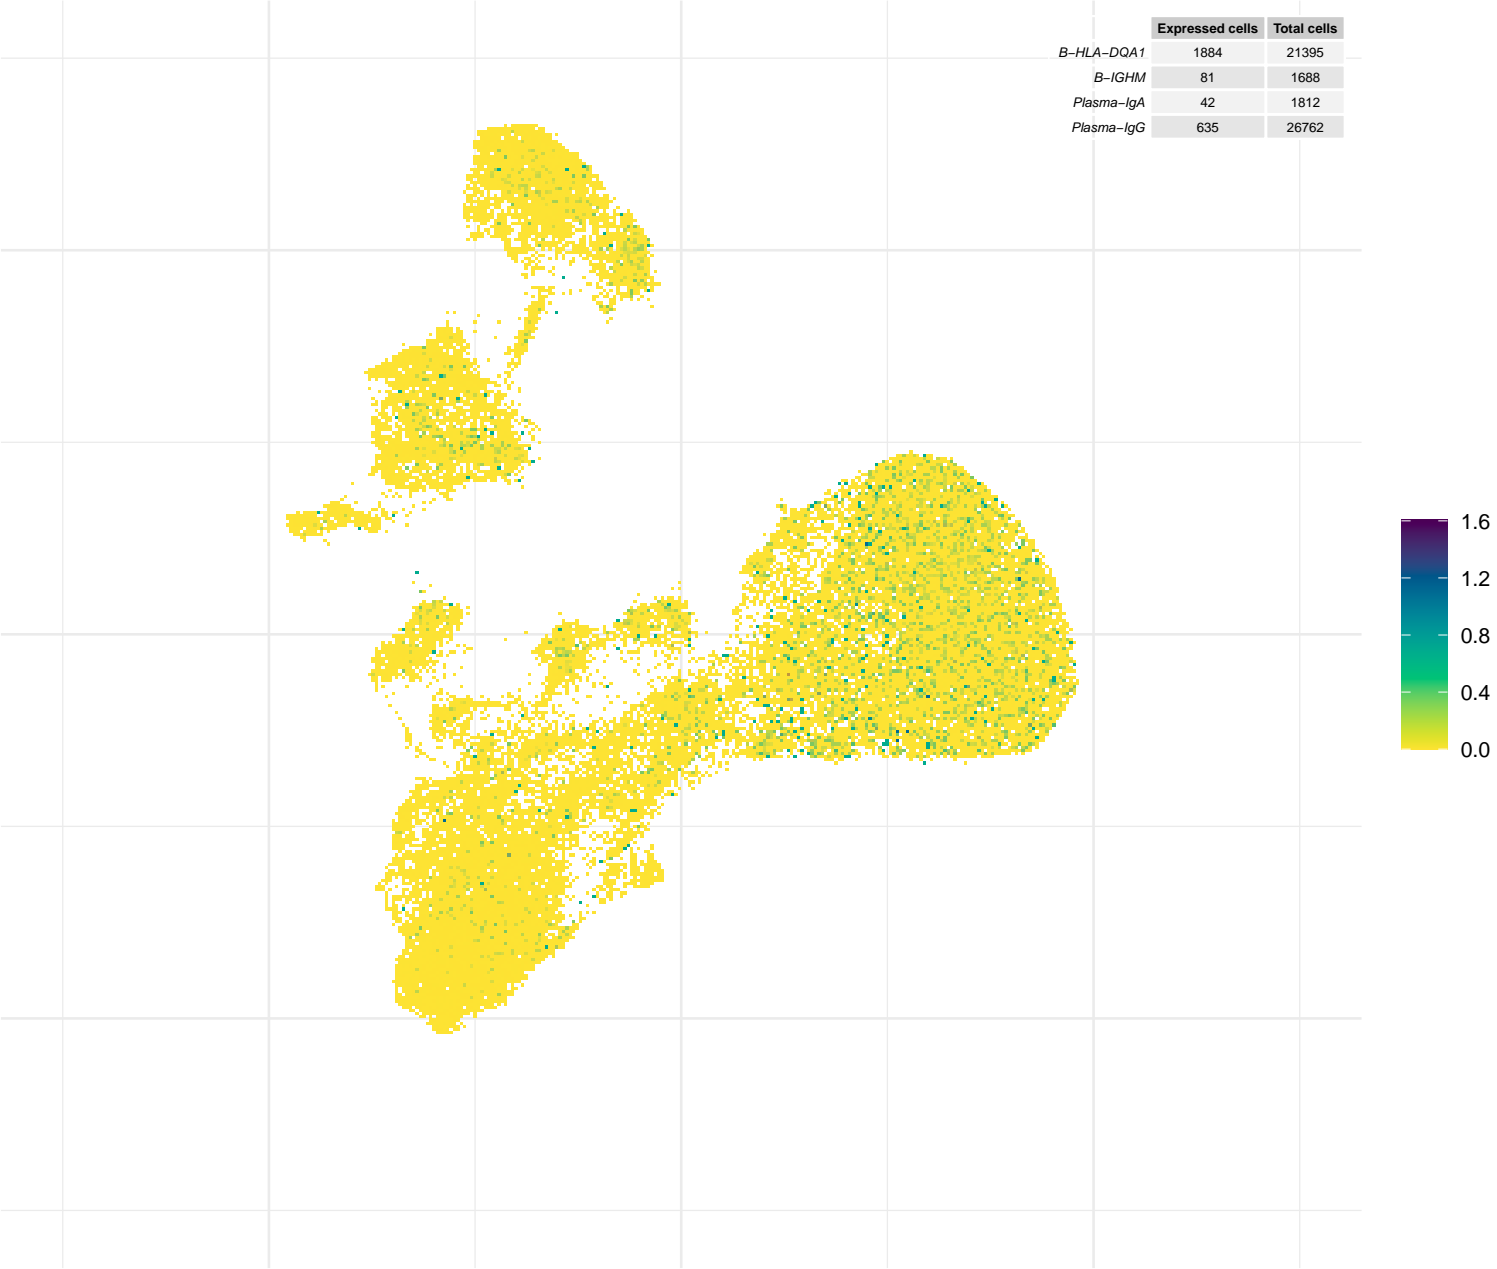 Expressed cells Total cells
B−HLA−DQA1 1884 21395
B−IGHM 81 1688
Plasma−IgA 42 1812
Plasma−IgG 635 26762
1.6
1.2
0.8
0.4
0.0